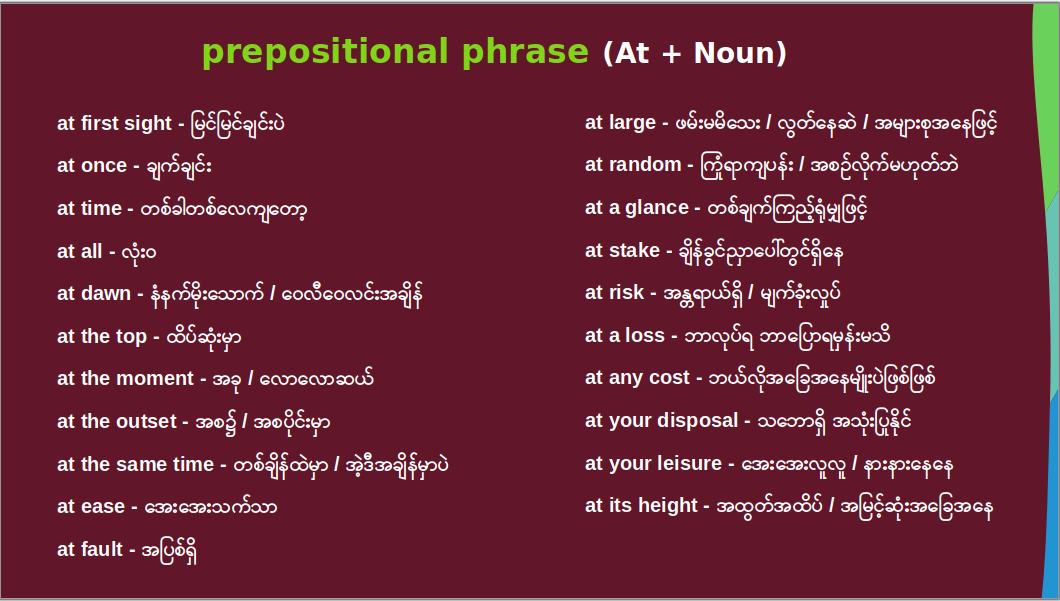 prepositional phrase (At + Noun)
at first sight - မြင်မြင်ချင်းပဲ
at once - ချက်ချင်း
at time - တစ်ခါတစ်လေကျတော့
at all - လုံးဝ
at dawn - နံနက်မိုးသောက် / ဝေလီဝေလင်းအချိန်
at the top - ထိပ်ဆုံးမှာ
at the moment - အခု / လောလောဆယ်
at the outset - အစ၌ / အစပိုင်းမှာ
at the same time - တစ်ချိန်ထဲမှာ / အဲ့ဒီအချိန်မှာပဲ
at ease - အေးအေးသက်သာ
at fault - အပြစ်ရှိ
at large - ဖမ်းမမိသေး / လွတ်နေဆဲ / အများစုအနေဖြင့်
at random - ကြုံရာကျပန်း / အစဉ်လိုက်မဟုတ်ဘဲ
at a glance - တစ်ချက်ကြည့်ရုံမျှဖြင့်
at stake - ချိန်ခွင်ညှာပေါ်တွင်ရှိနေ
at risk - အန္တရာယ်ရှိ / မျက်ခုံးလှုပ်
at a loss - ဘာလုပ်ရ ဘာပြောရမှန်းမသိ
at any cost - ဘယ်လိုအခြေအနေမျိုးပဲဖြစ်ဖြစ်
at your disposal - သဘောရှိ အသုံးပြုနိုင်
at your leisure - အေးအေးလူလူ / နားနားနေနေ
at its height - အထွတ်အထိပ် / အမြင့်ဆုံးအခြေအနေ